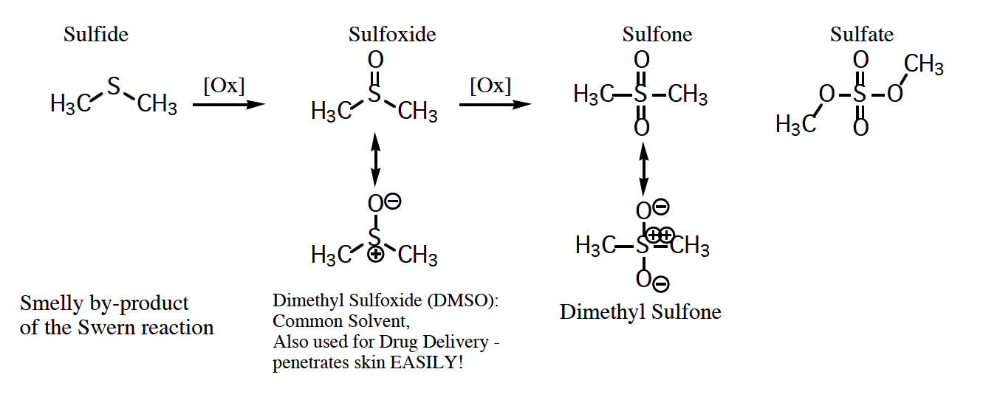 Sulfide
Sulfoxide
Sulfone
Sulfate
H3C S CH3
[Ox]
O
S
H3C CH3
[Ox]
O
H3C S CH3
O
O CH3
O S O
H3C O
O⊖
S
H3C ⊕ CH3
O⊖
⊕⊕
H3C S CH3
O⊖
Smelly by-product
of the Swern reaction
Dimethyl Sulfoxide (DMSO):
Common Solvent,
Also used for Drug Delivery -
penetrates skin EASILY!
Dimethyl Sulfone